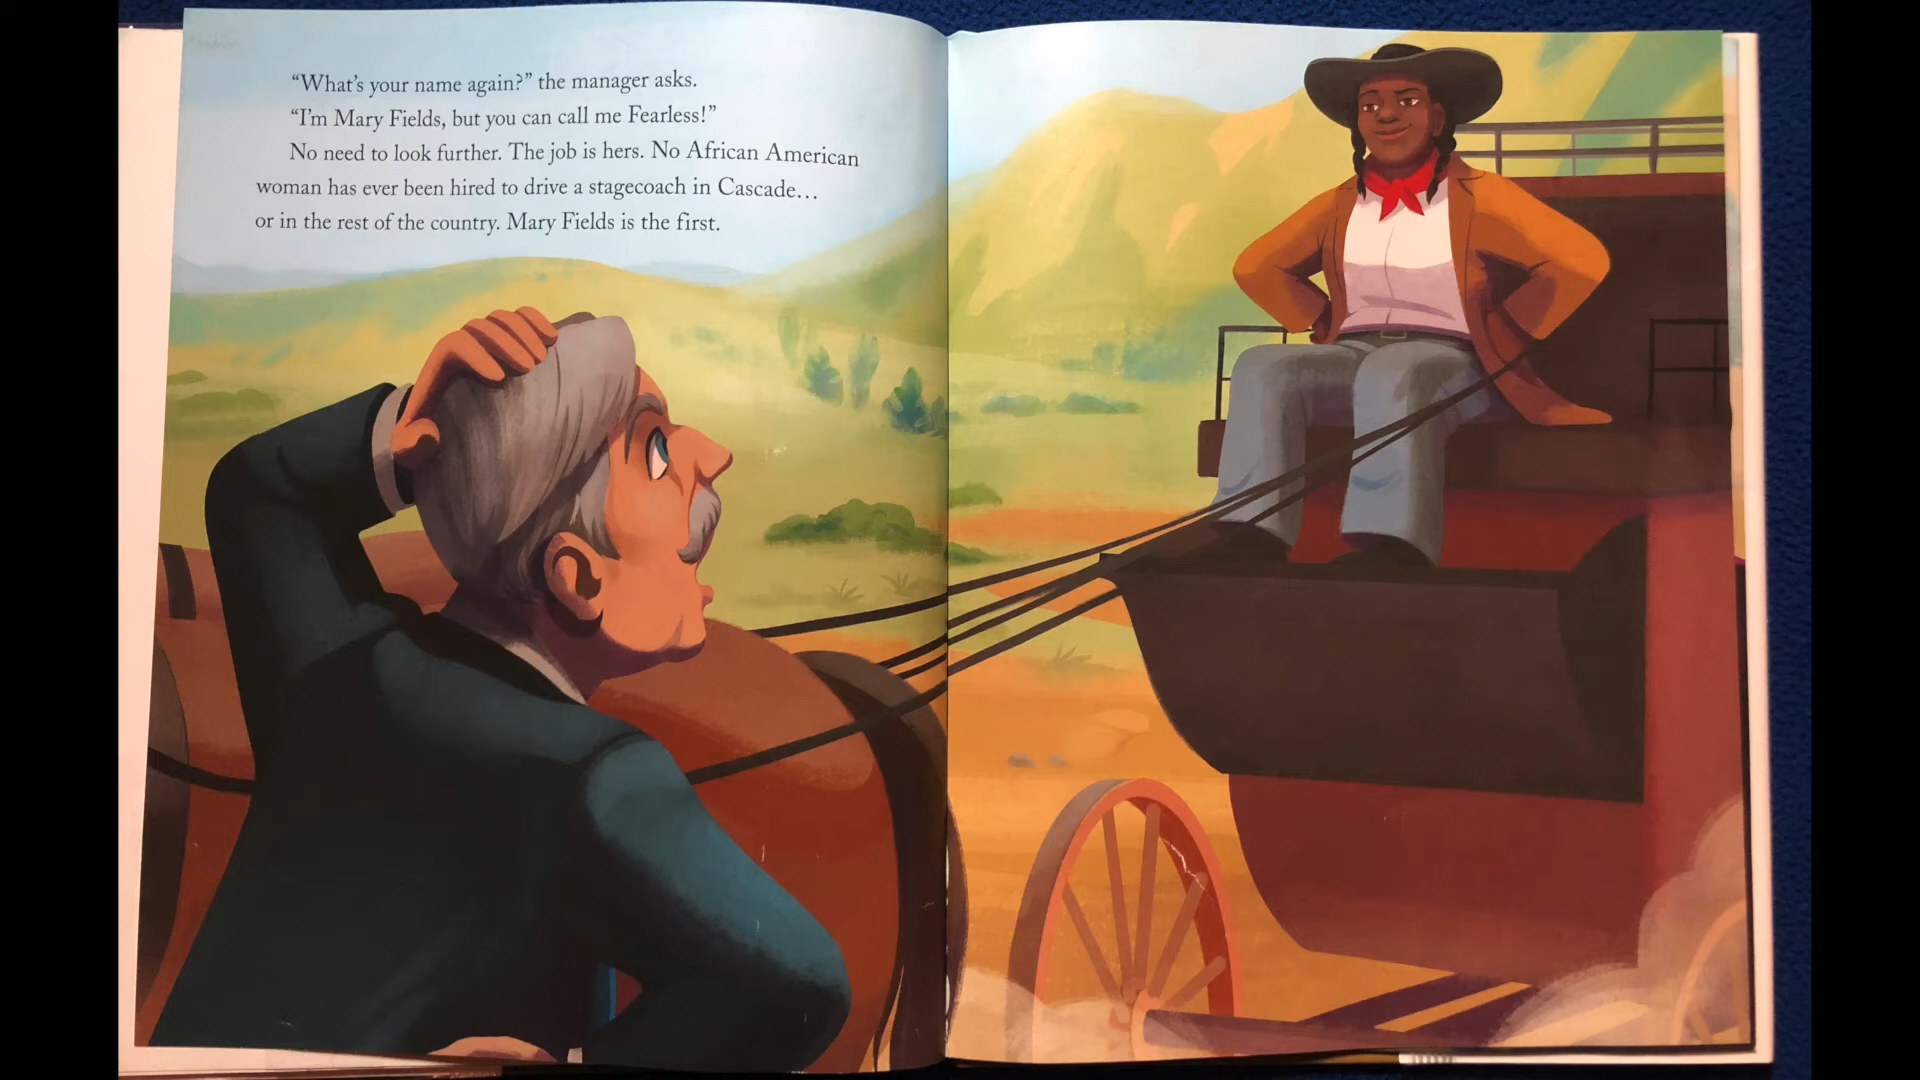 “What’s your name again?” the manager asks.
“I’m Mary Fields, but you can call me Fearless!”
No need to look further. The job is hers. No African American
woman has ever been hired to drive a stagecoach in Cascade…
or in the rest of the country. Mary Fields is the first.